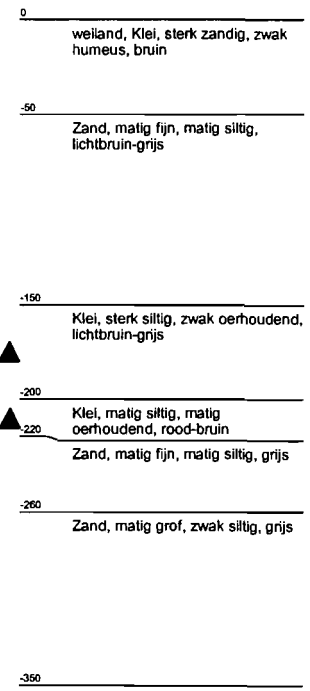 0
weiland, Klei, sterk zandig, zwak
humeus, bruin
-50
Zand, matig fijn, matig siltig,
lichtbruin-grijs
-150
Klei, sterk siltig, zwak oerhoudend,
lichtbruin-grijs
-200
Klei, matig siltig, matig
oerhoudend, rood-bruin
-220
Zand, matig fijn, matig siltig, grijs
-260
Zand, matig grof, zwak siltig, grijs
-350